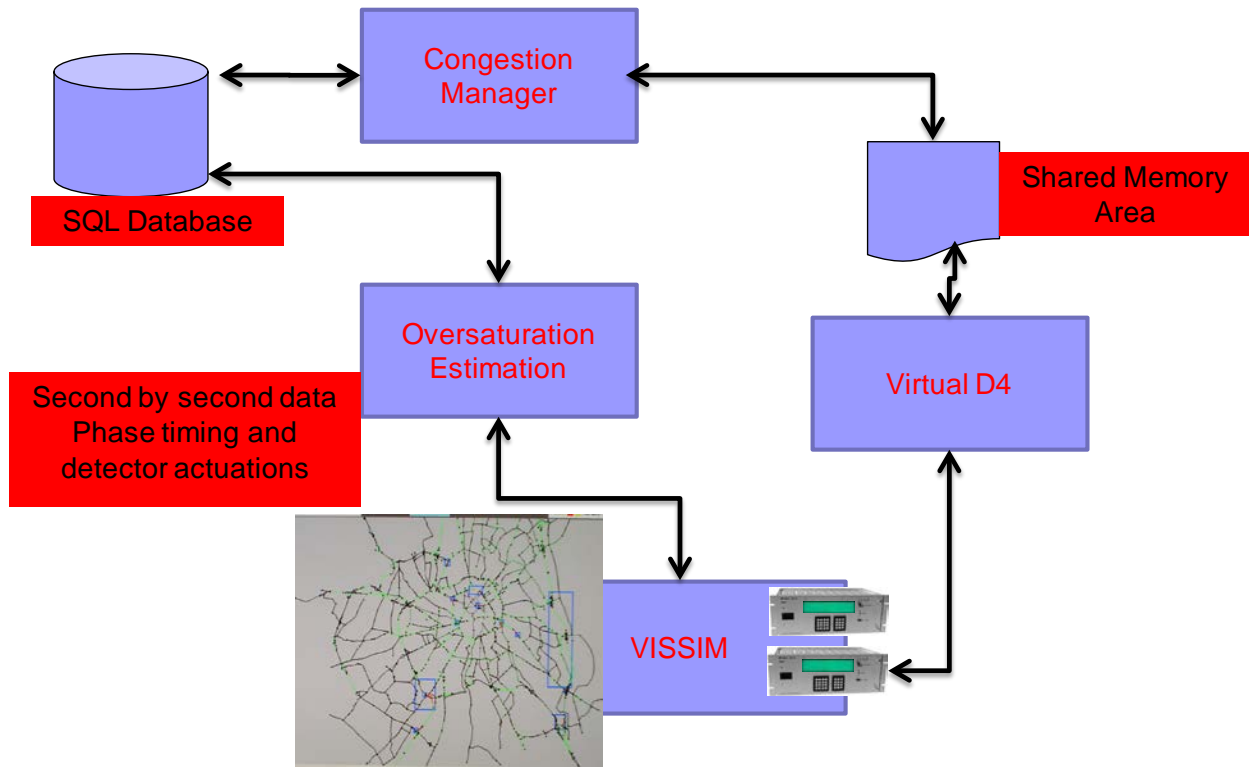 Congestion
Manager
SQL Database
Shared Memory
Area
Oversaturation
Estimation
Virtual D4
Second by second data
Phase timing and
detector actuations
VISSIM